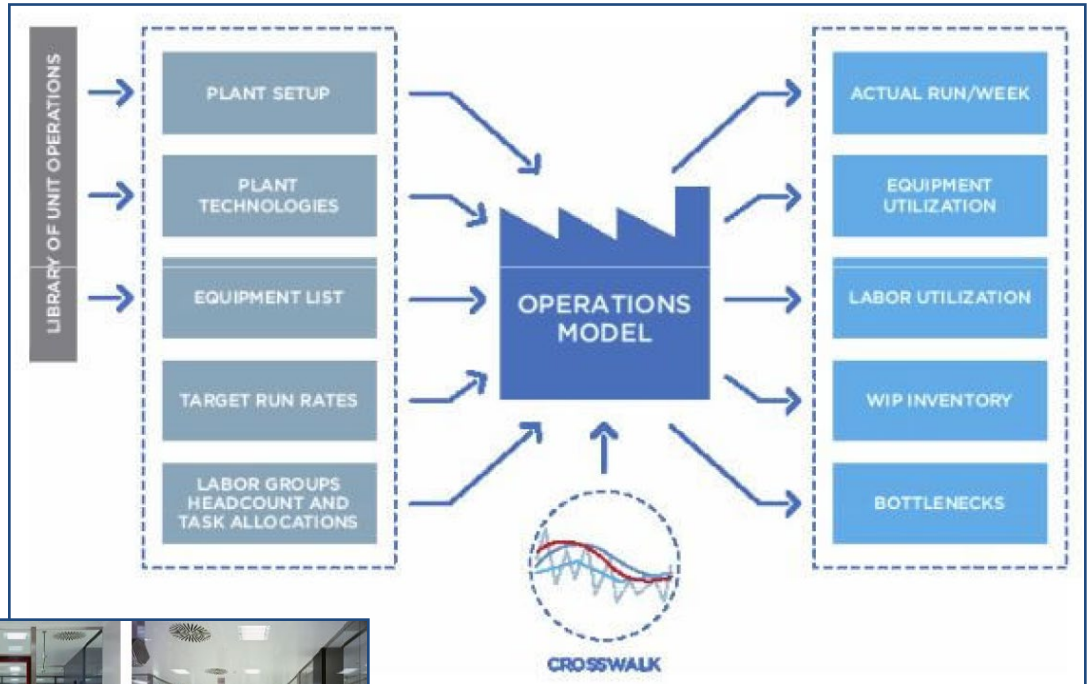 LIBRARY OF UNIT OPERATIONS
PLANT SETUP
PLANT
TECHNOLOGIES
EQUIPMENT LIST
TARGET RUN RATES
LABOR GROUPS
HEADCOUNT AND
TASK ALLOCATIONS
OPERATIONS
MODEL
CROSSWALK
ACTUAL RUN/WEEK
EQUIPMENT
UTILIZATION
LABOR UTILIZATION
WIP INVENTORY
BOTTLENECKS